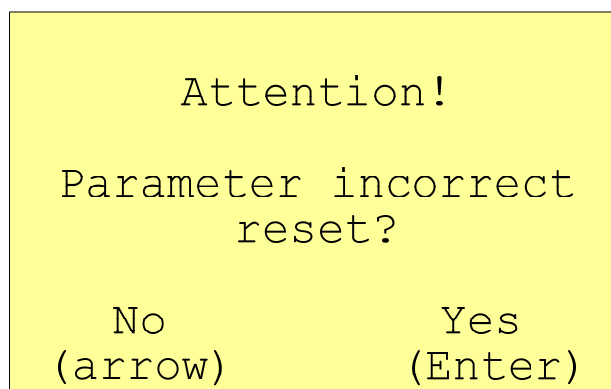 Attention!
Parameter incorrect
reset?
No Yes
(arrow) (Enter)